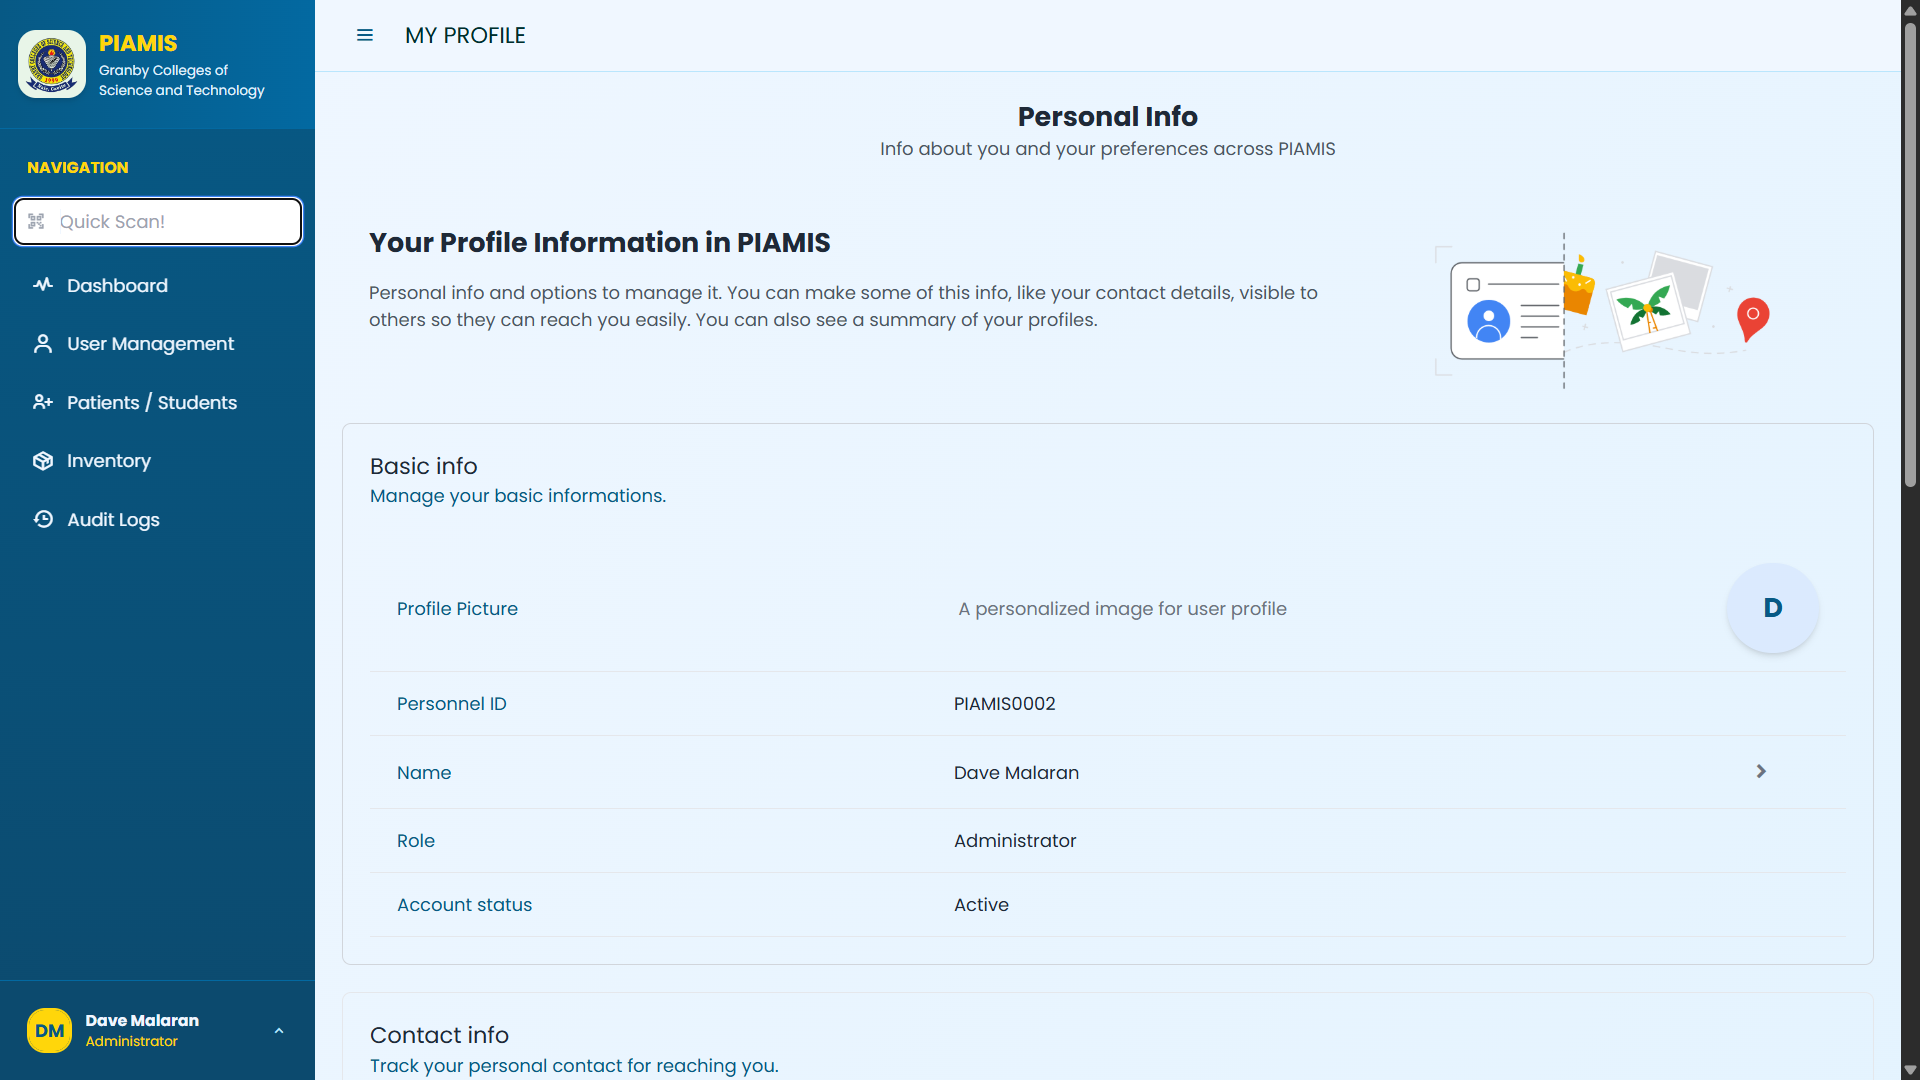 PIAMIS
Granby Colleges of
Science and Technology
NAVIGATION
Quick Scan!
Dashboard
User Management
Patients / Students
Inventory
Audit Logs
DM
Dave Malaran
Administrator
MY PROFILE
Personal Info
Info about you and your preferences across PIAMIS
Your Profile Information in PIAMIS
Personal info and options to manage it. You can make some of this info, like your contact details, visible to
others so they can reach you easily. You can also see a summary of your profiles.
Basic info
Manage your basic informations.
Profile Picture
A personalized image for user profile
D
Personnel ID
PIAMIS0002
Name
Dave Malaran
Role
Administrator
Account status
Active
Contact info
Track your personal contact for reaching you.